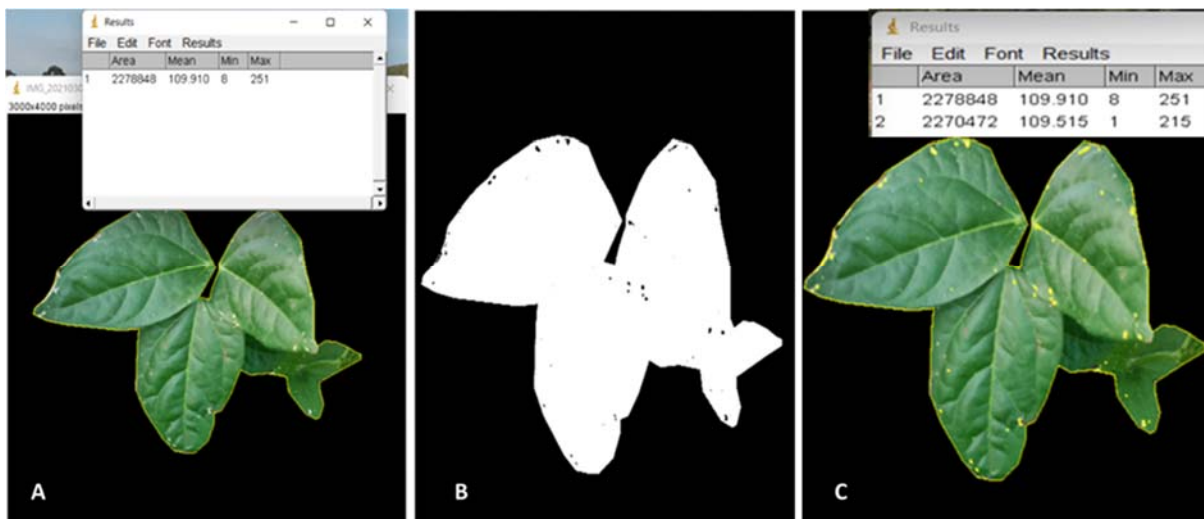 Results
File Edit Font Results
Area Mean Min Max
1 2278848 109.910 8 251
IMG_2021030
3000x4000 pixels
A
B
Results
File Edit Font Results
Area Mean Min Max
1 2278848 109.910 8 251
2 2270472 109.515 1 215
C